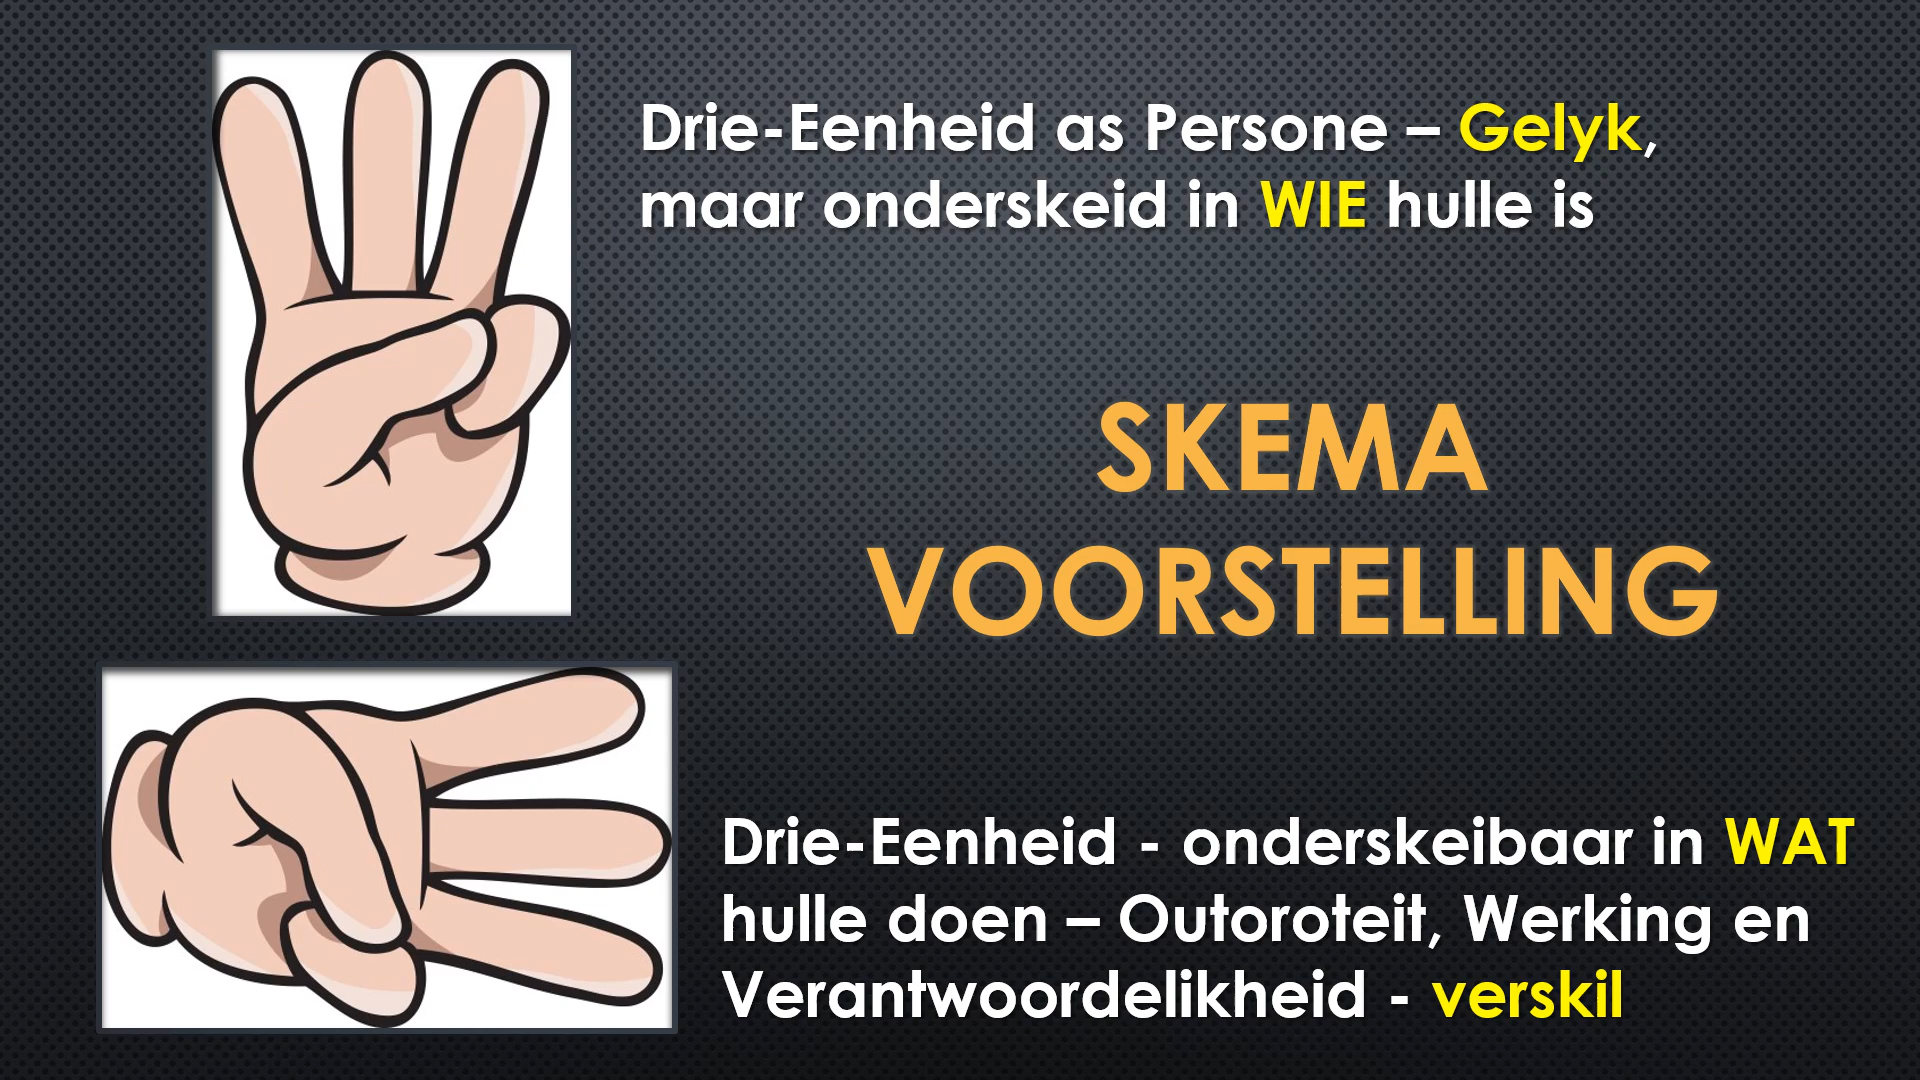 Drie-Eenheid as Persone – Gelyk,
maar onderskeid in WIE hulle is
SKEMA
VOORSTELLING
Drie-Eenheid - onderskeibaar in WAT
hulle doen – Outoroteit, Werking en
Verantwoordelikheid - verskil